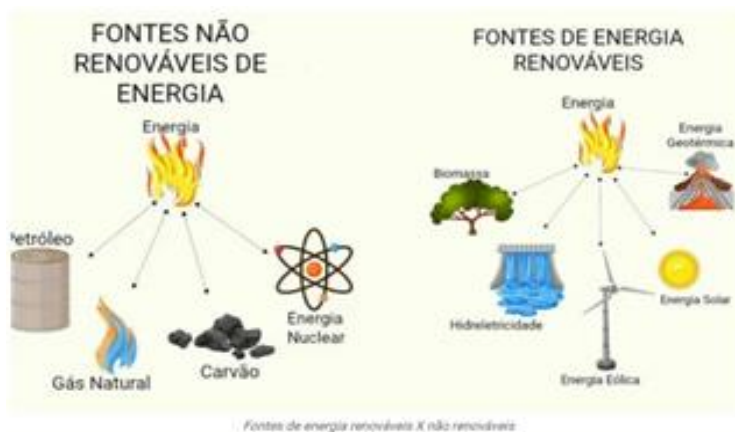 FONTES NÃO
RENOVÁVEIS DE
ENERGIA
Energia
Petróleo
Gás Natural
Carvão
Energia
Nuclear
FONTES DE ENERGIA
RENOVÁVEIS
Energia
Energia
Geotérmica
Biomassa
Hidreletricidade
Energia Solar
Energia Eólica
Fontes de energia renováveis X não renováveis